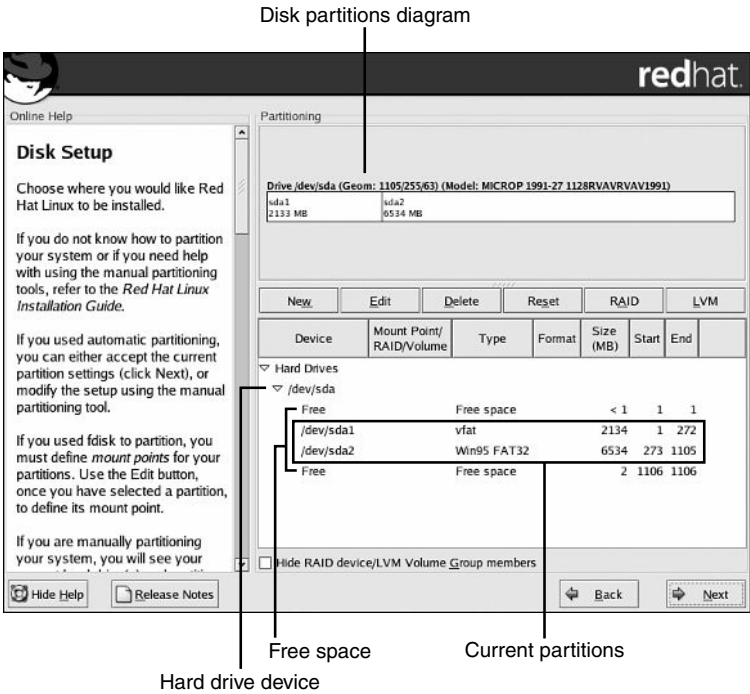 Disk partitions diagram
redhat.
Online Help
Disk Setup
Choose where you would like Red
Hat Linux to be installed.
If you do not know how to partition
your system or if you need help
with using the manual partitioning
tools, refer to the Red Hat Linux
Installation Guide.
If you used automatic partitioning,
you can either accept the current
partition settings (click Next), or
modify the setup using the manual
partitioning tool.
If you used fdisk to partition, you
must define mount points for your
partitions. Use the Edit button,
once you have selected a partition,
to define its mount point.
If you are manually partitioning
your system, you will see your
Partitioning
Drive /dev/sda (Geom: 1105/255/63) (Model: MICROP 1991-27 1128RVAVRVAV1991)
sda1 sda2
2133 MB 6534 MB
New Edit Delete Reset RAID LVM
Device Mount Point/ RAID/Volume Type Format Size (MB) Start End
Hard Drives
/dev/sda
Free Free space < 1 1 1
/dev/sda1 vfat 2134 1 272
/dev/sda2 Win95 FAT32 6534 273 1105
Free Free space 2 1106 1106
Hide RAID device/LVM Volume Group members
Hide Help Release Notes Back Next
Free space Current partitions
Hard drive device